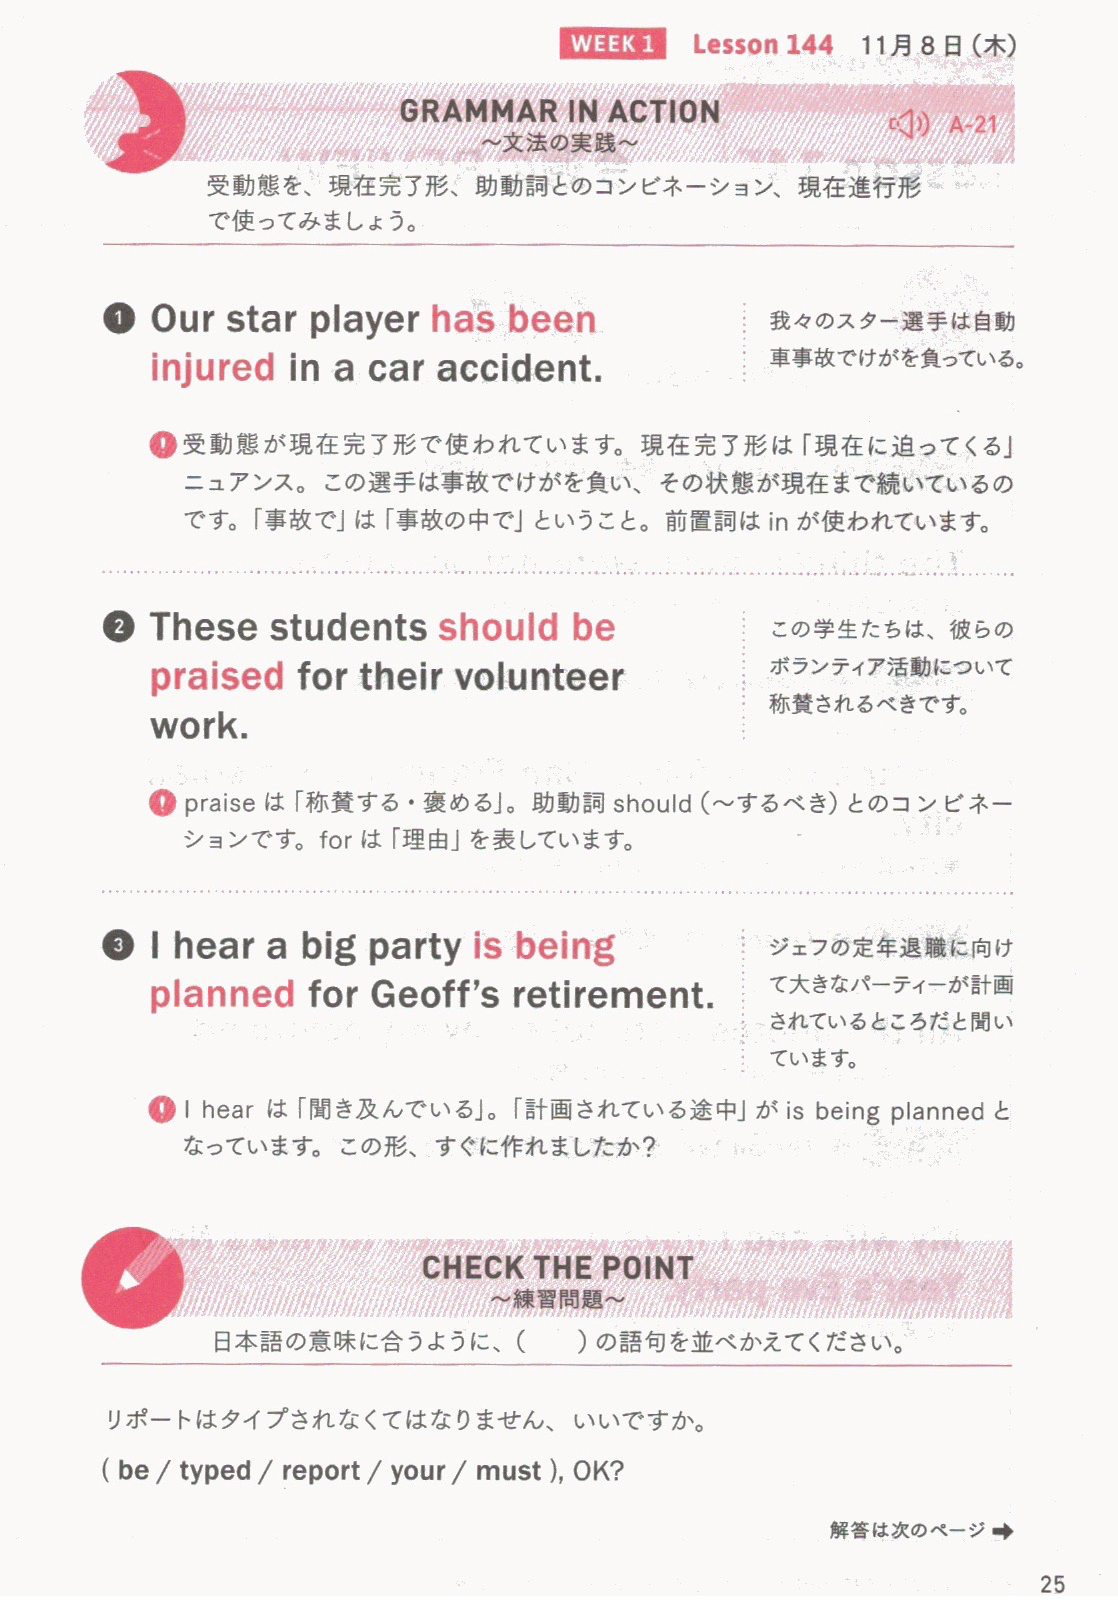 WEEK 1 Lesson 144 11月8日(木)
GRAMMAR IN ACTION
A-21
〜文法の実践〜
受動態を、現在完了形、助動詞とのコンビネーション、現在進行形
で使ってみましょう。
1 Our star player has been
injured in a car accident.
我々のスター選手は自動
車事故でけがを負っている。
受動態が現在完了形で使われています。現在完了形は「現在に迫ってくる」
ニュアンス。この選手は事故でけがを負い、その状態が現在まで続いているの
です。「事故で」は「事故の中で」ということ。前置詞は in が使われています。
2 These students should be
praised for their volunteer
work.
この学生たちは、彼らの
ボランティア活動について
称賛されるべきです。
praise は「称賛する・褒める」。助動詞 should(〜するべき)とのコンビネー
ションです。for は「理由」を表しています。
3 I hear a big party is being
planned for Geoff's retirement.
ジェフの定年退職に向け
て大きなパーティーが計画
されているところだと聞い
ています。
I hear は「聞き及んでいる」。「計画されている途中」が is being planned と
なっています。この形、すぐに作れましたか?
CHECK THE POINT
〜練習問題〜
日本語の意味に合うように、(　　)の語句を並べかえてください。
リポートはタイプされなくてはなりません、いいですか。
( be / typed / report / your / must ), OK?
解答は次のページ ➡
25